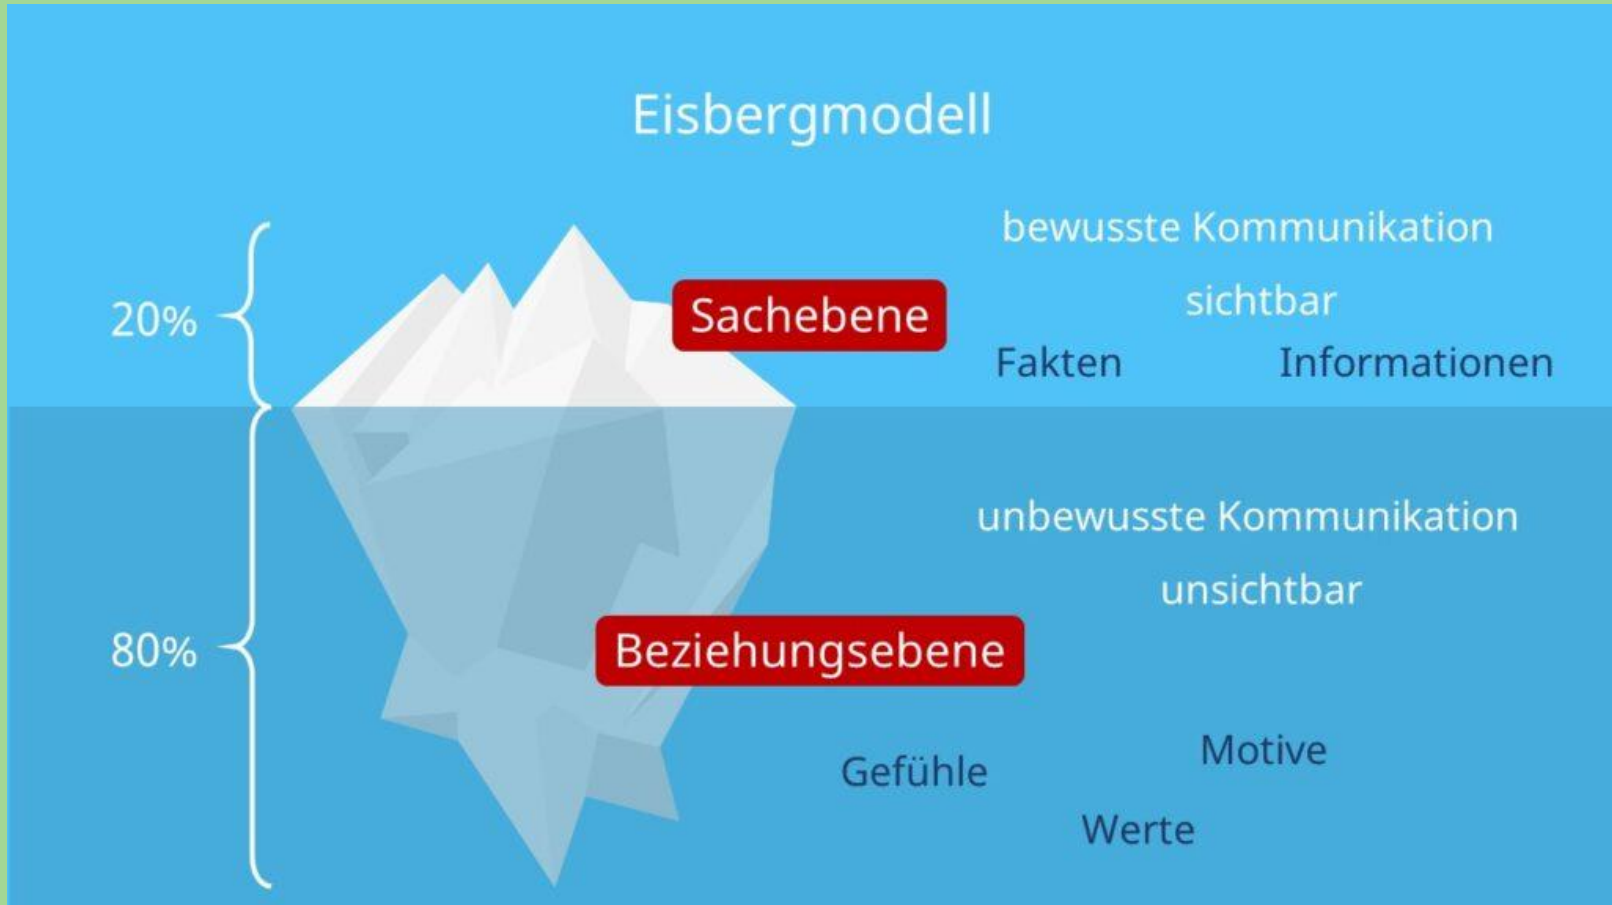 Eisbergmodell
bewusste Kommunikation
sichtbar
20%
Sachebene
Fakten Informationen
unbewusste Kommunikation
unsichtbar
80%
Beziehungsebene
Motive
Gefühle
Werte